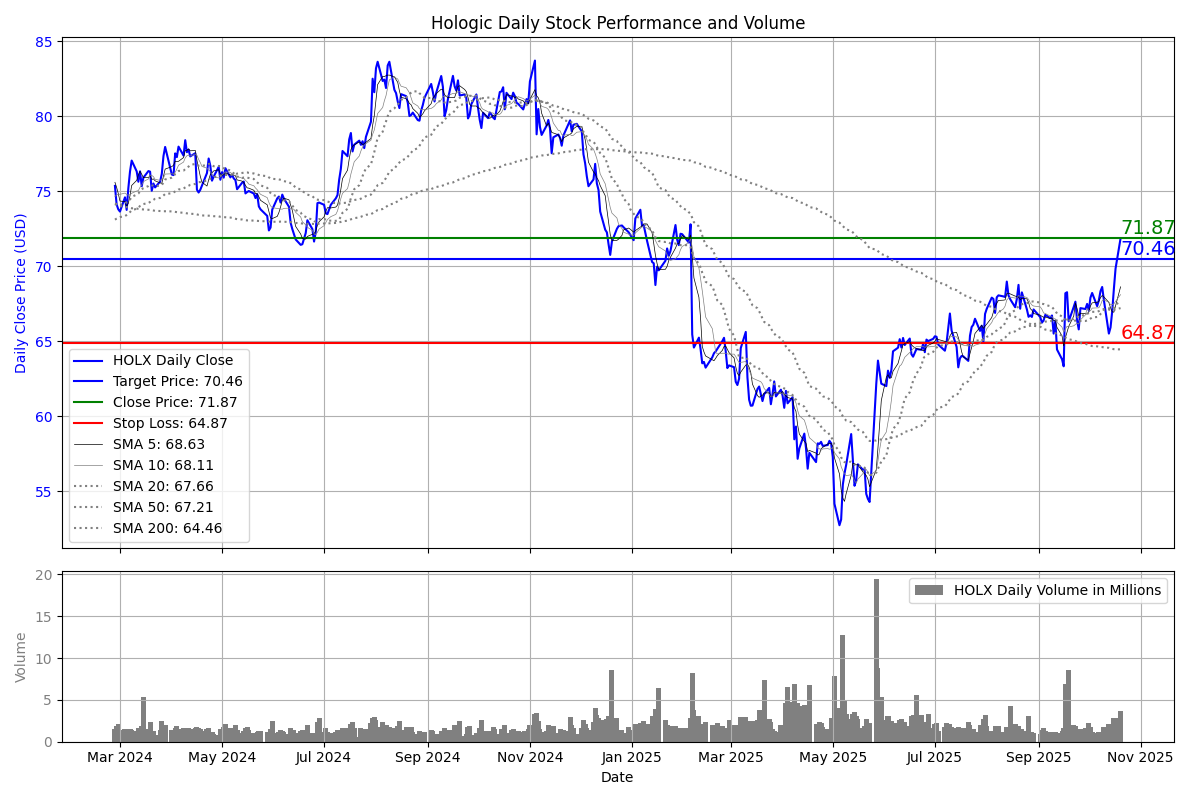 Hologic Daily Stock Performance and Volume
85
80
75
70
65
60
55
Daily Close Price (USD)
71.87
70.46
64.87
HOLX Daily Close
Target Price: 70.46
Close Price: 71.87
Stop Loss: 64.87
SMA 5: 68.63
SMA 10: 68.11
SMA 20: 67.66
SMA 50: 67.21
SMA 200: 64.46
20
15
10
5
0
Volume
HOLX Daily Volume in Millions
Mar 2024 May 2024 Jul 2024 Sep 2024 Nov 2024 Jan 2025 Mar 2025 May 2025 Jul 2025 Sep 2025 Nov 2025
Date